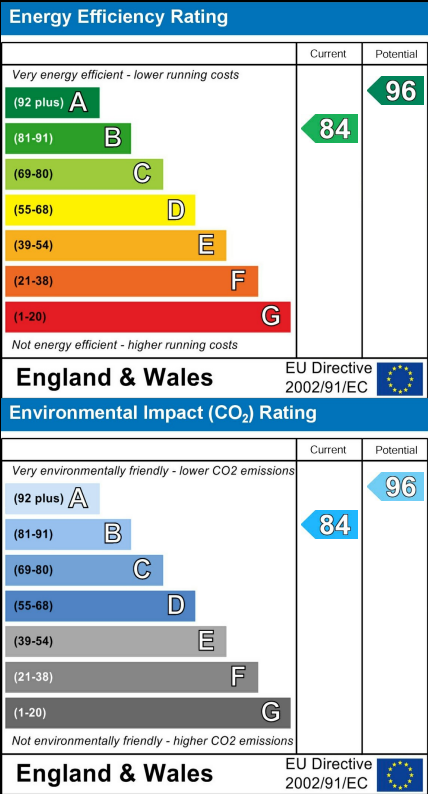 Energy Efficiency Rating
Current Potential
Very energy efficient - lower running costs
(92 plus) A
96
(81-91) B
84
(69-80) C
(55-68) D
(39-54) E
(21-38) F
(1-20) G
Not energy efficient - higher running costs
England & Wales
EU Directive
2002/91/EC
Environmental Impact (CO₂) Rating
Current Potential
Very environmentally friendly - lower CO2 emissions
(92 plus) A
96
(81-91) B
84
(69-80) C
(55-68) D
(39-54) E
(21-38) F
(1-20) G
Not environmentally friendly - higher CO2 emissions
England & Wales
EU Directive
2002/91/EC